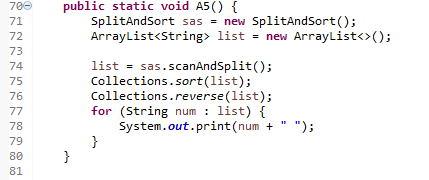 70 public static void A5() {
71 SplitAndSort sas = new SplitAndSort();
72 ArrayList<String> list = new ArrayList<>();
73
74 list = sas.scanAndSplit();
75 Collections.sort(list);
76 Collections.reverse(list);
77 for (String num : list) {
78 System.out.print(num + " ");
79 }
80 }
81